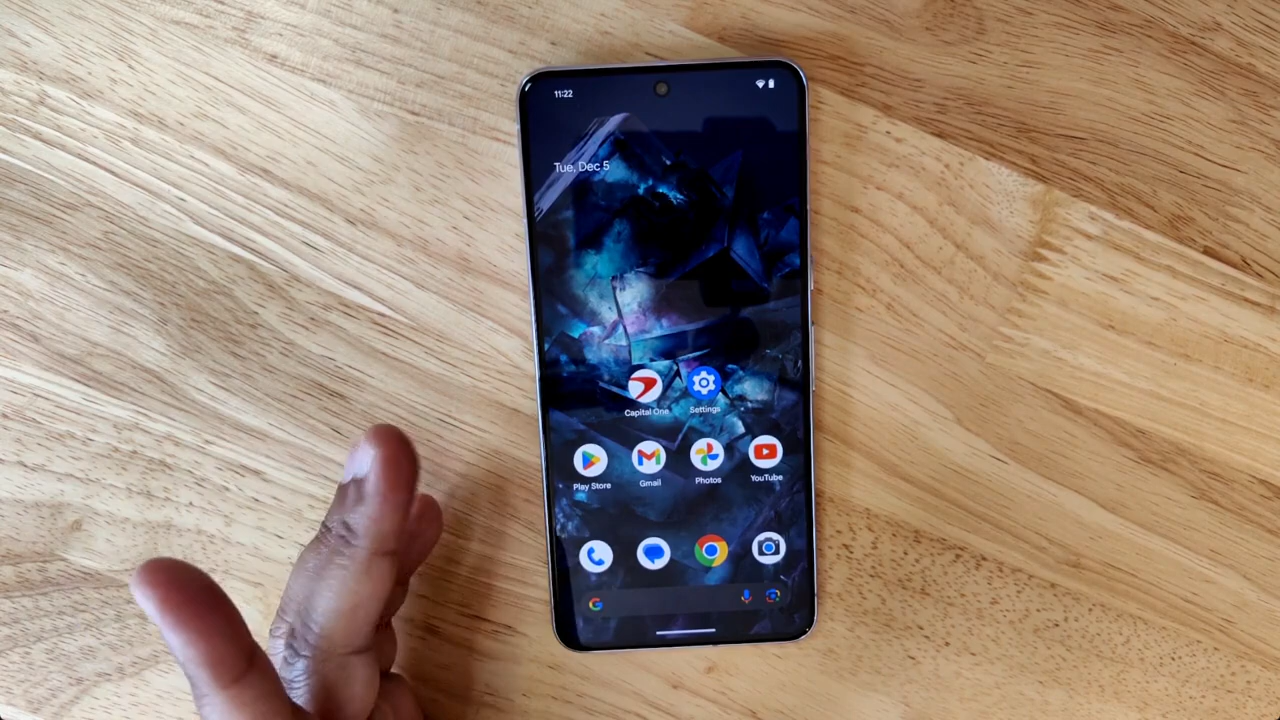 11:22
Tue, Dec 5
Capital One
Settings
Play Store
Gmail
Photos
YouTube